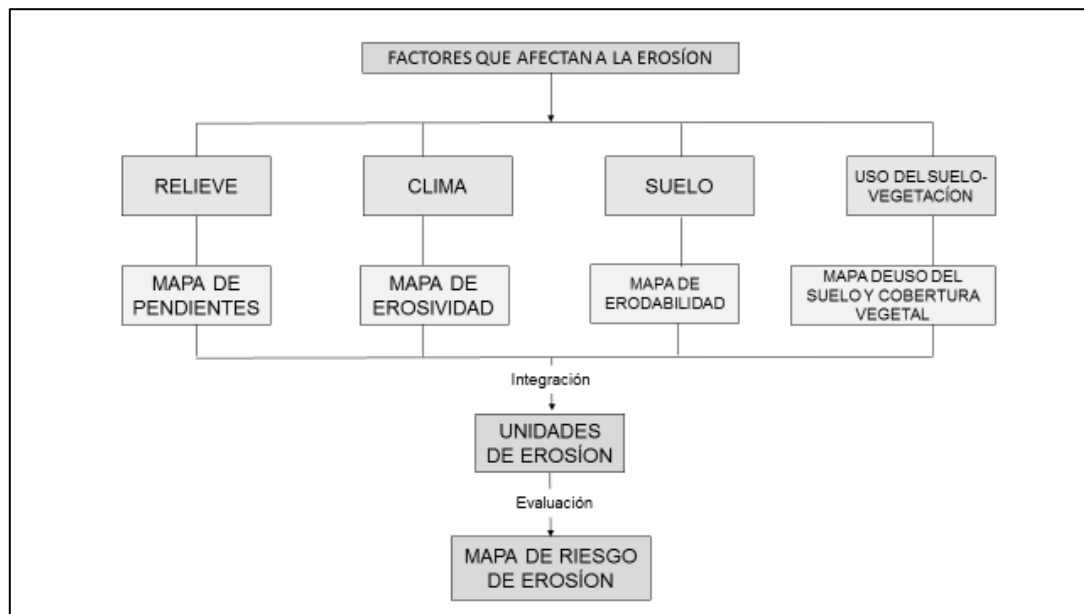 FACTORES QUE AFECTAN A LA EROSÍON
RELIEVE
CLIMA
SUELO
USO DEL SUELO-
VEGETACÍON
MAPA DE
PENDIENTES
MAPA DE
EROSIVIDAD
MAPA DE
ERODABILIDAD
MAPA DEUSO DEL
SUELO Y COBERTURA
VEGETAL
Integración
UNIDADES
DE EROSÍON
Evaluación
MAPA DE RIESGO
DE EROSÍON